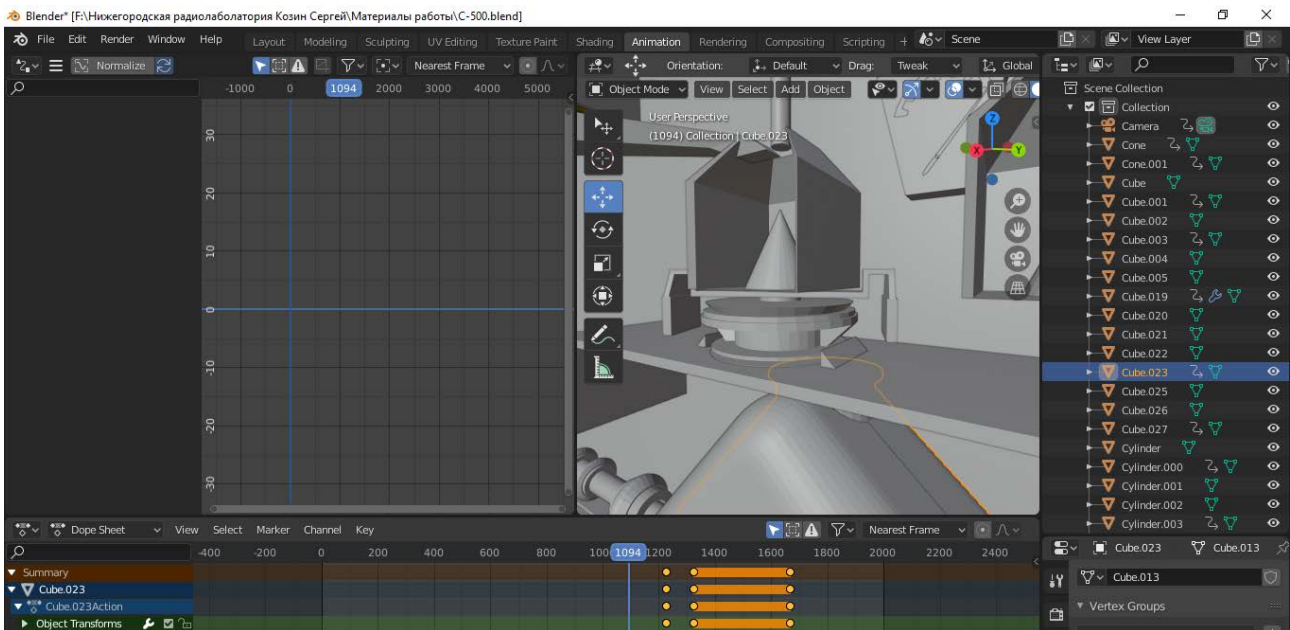 Blender* [F:\Нижегородская радиолаболатория Козин Сергей\Материалы работы\C-500.blend]
File Edit Render Window Help Layout Modeling Sculpting UV Editing Texture Paint Shading Animation Rendering Compositing Scripting + Scene View Layer
Normalize Nearest Frame Orientation: Default Drag: Tweak Global
-1000 0 1094 2000 3000 4000 5000
Object Mode View Select Add Object
Scene Collection
Collection
User Perspective
(1094) Collection | Cube.023
Z
X
Y
30
20
10
0
-10
-20
-30
Camera
Cone
Cone.001
Cube
Cube.001
Cube.002
Cube.003
Cube.004
Cube.005
Cube.019
Cube.020
Cube.021
Cube.022
Cube.023
Cube.025
Cube.026
Cube.027
Cylinder
Cylinder.000
Cylinder.001
Cylinder.002
Cylinder.003
Dope Sheet View Select Marker Channel Key Nearest Frame
-400 -200 0 200 400 600 800 100 1094 1200 1400 1600 1800 2000 2200 2400
Summary
Cube.023
Cube.023Action
Object Transforms
Cube.023 Cube.013
Cube.013
Vertex Groups